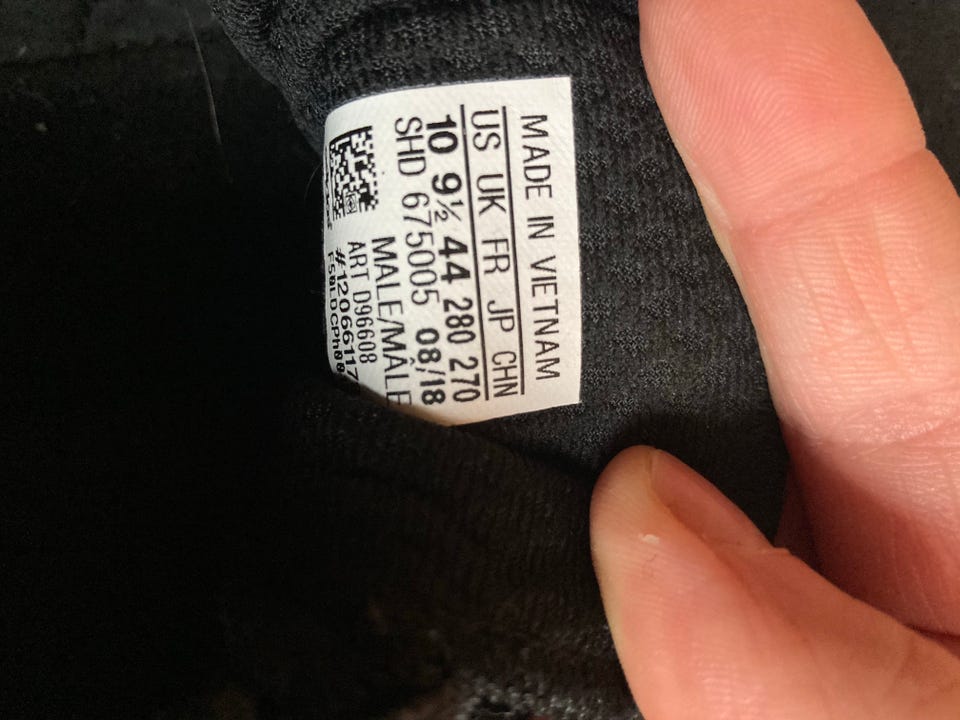 MADE IN VIETNAM
US UK FR JP CHN
10 9½ 44 280 270
SHD 675005 08/18
MALE/MÂLE
ART D96608
#12066117